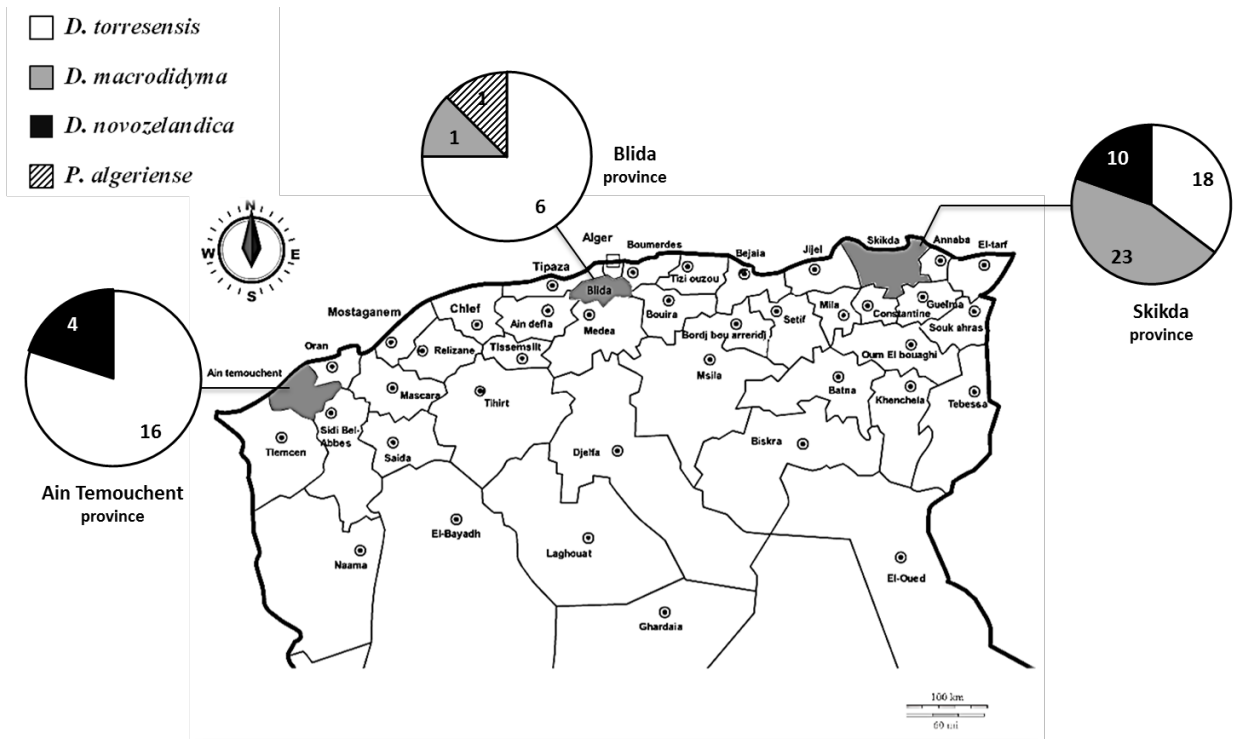 D. torresensis
D. macrodidyma
D. novozelandica
P. algeriense
1
1
6
Blida
province
10
18
23
Skikda
province
4
16
Ain Temouchent
province
N
W
E
S
Alger
Boumerdes
Tipaza
Tizi ouzou
Bejaia
Jijel
Skikda
Annaba
El-tarf
Blida
Mostaganem
Chlef
Ain defla
Medea
Bouira
Bordj bou arreridj
Setif
Mila
Constantine
Guelma
Souk ahras
Oran
Relizane
Tissemsilt
Oum El bouaghi
Ain temouchent
Mascara
Tihirt
Msila
Batna
Khenchela
Tebessa
Sidi Bel-
Abbes
Tlemcen
Saida
Djelfa
Biskra
Naama
El-Bayadh
Laghouat
El-Oued
Ghardaia
100 km
60 mi